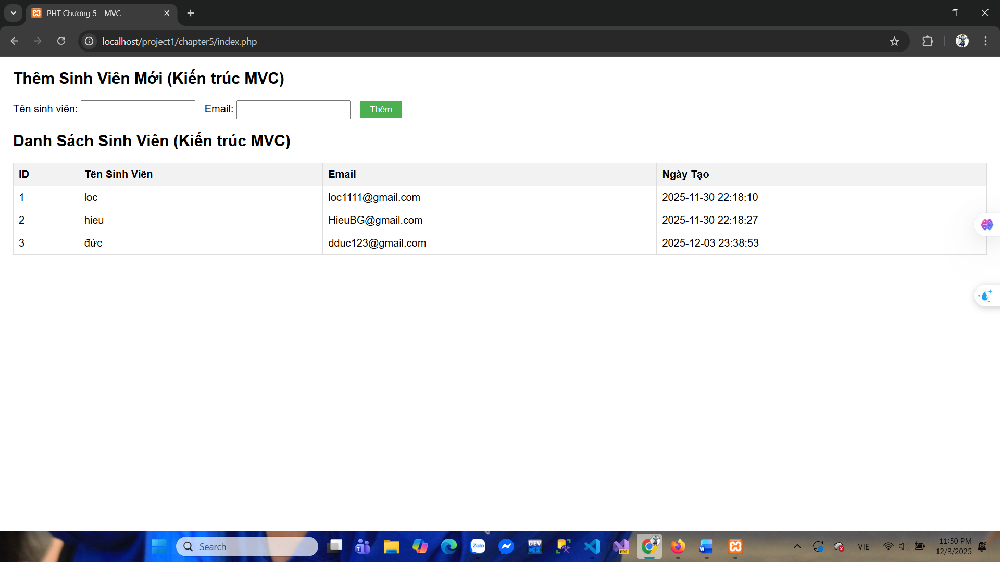 PHT Chương 5 - MVC
localhost/project1/chapter5/index.php
Thêm Sinh Viên Mới (Kiến trúc MVC)
Tên sinh viên: Email: Thêm
Danh Sách Sinh Viên (Kiến trúc MVC)
ID Tên Sinh Viên Email Ngày Tạo
1 loc loc1111@gmail.com 2025-11-30 22:18:10
2 hieu HieuBG@gmail.com 2025-11-30 22:18:27
3 đức dduc123@gmail.com 2025-12-03 23:38:53
Search
Zalo
DEV
C++
PRE
VIE
11:50 PM
12/3/2025